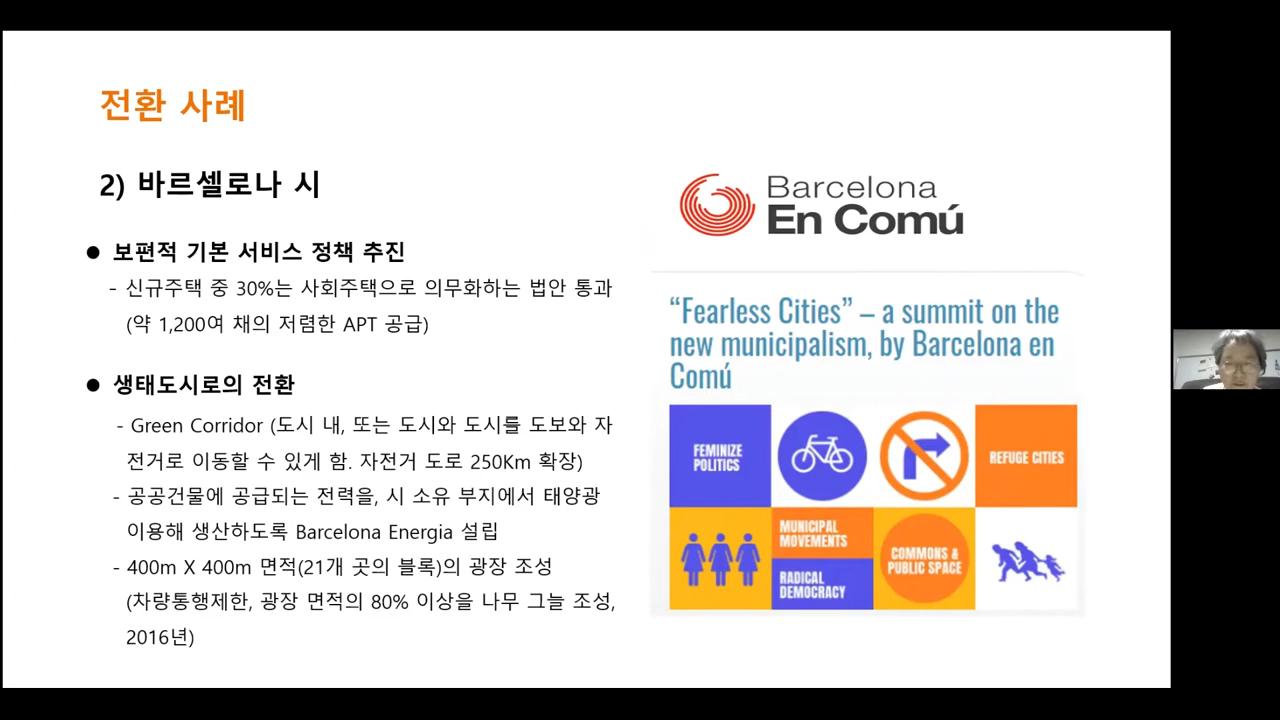 전환 사례
2) 바르셀로나 시
● 보편적 기본 서비스 정책 추진
- 신규주택 중 30%는 사회주택으로 의무화하는 법안 통과
(약 1,200여 채의 저렴한 APT 공급)
● 생태도시로의 전환
- Green Corridor (도시 내, 또는 도시와 도시를 도보와 자
전거로 이동할 수 있게 함. 자전거 도로 250Km 확장)
- 공공건물에 공급되는 전력을, 시 소유 부지에서 태양광
이용해 생산하도록 Barcelona Energia 설립
- 400m X 400m 면적(21개 곳의 블록)의 광장 조성
(차량통행제한, 광장 면적의 80% 이상을 나무 그늘 조성,
2016년)
Barcelona
En Comú
“Fearless Cities” – a summit on the
new municipalism, by Barcelona en
Comú
FEMINIZE
POLITICS
REFUGE CITIES
MUNICIPAL
MOVEMENTS
RADICAL
DEMOCRACY
COMMONS &
PUBLIC SPACE